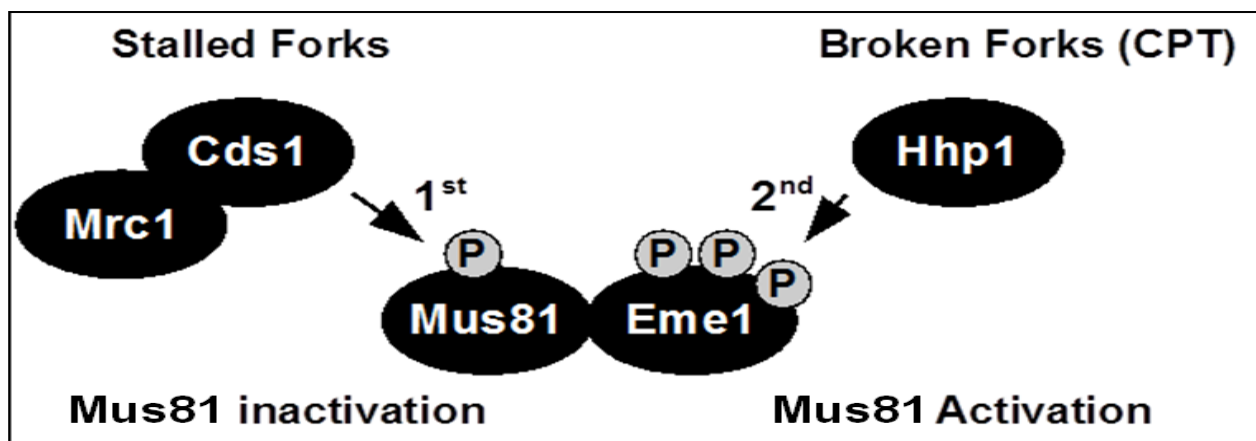 Stalled Forks
Broken Forks (CPT)
Cds1
Hhp1
Mrc1
1st
2nd
P
P
P
P
Mus81
Eme1
Mus81 inactivation
Mus81 Activation